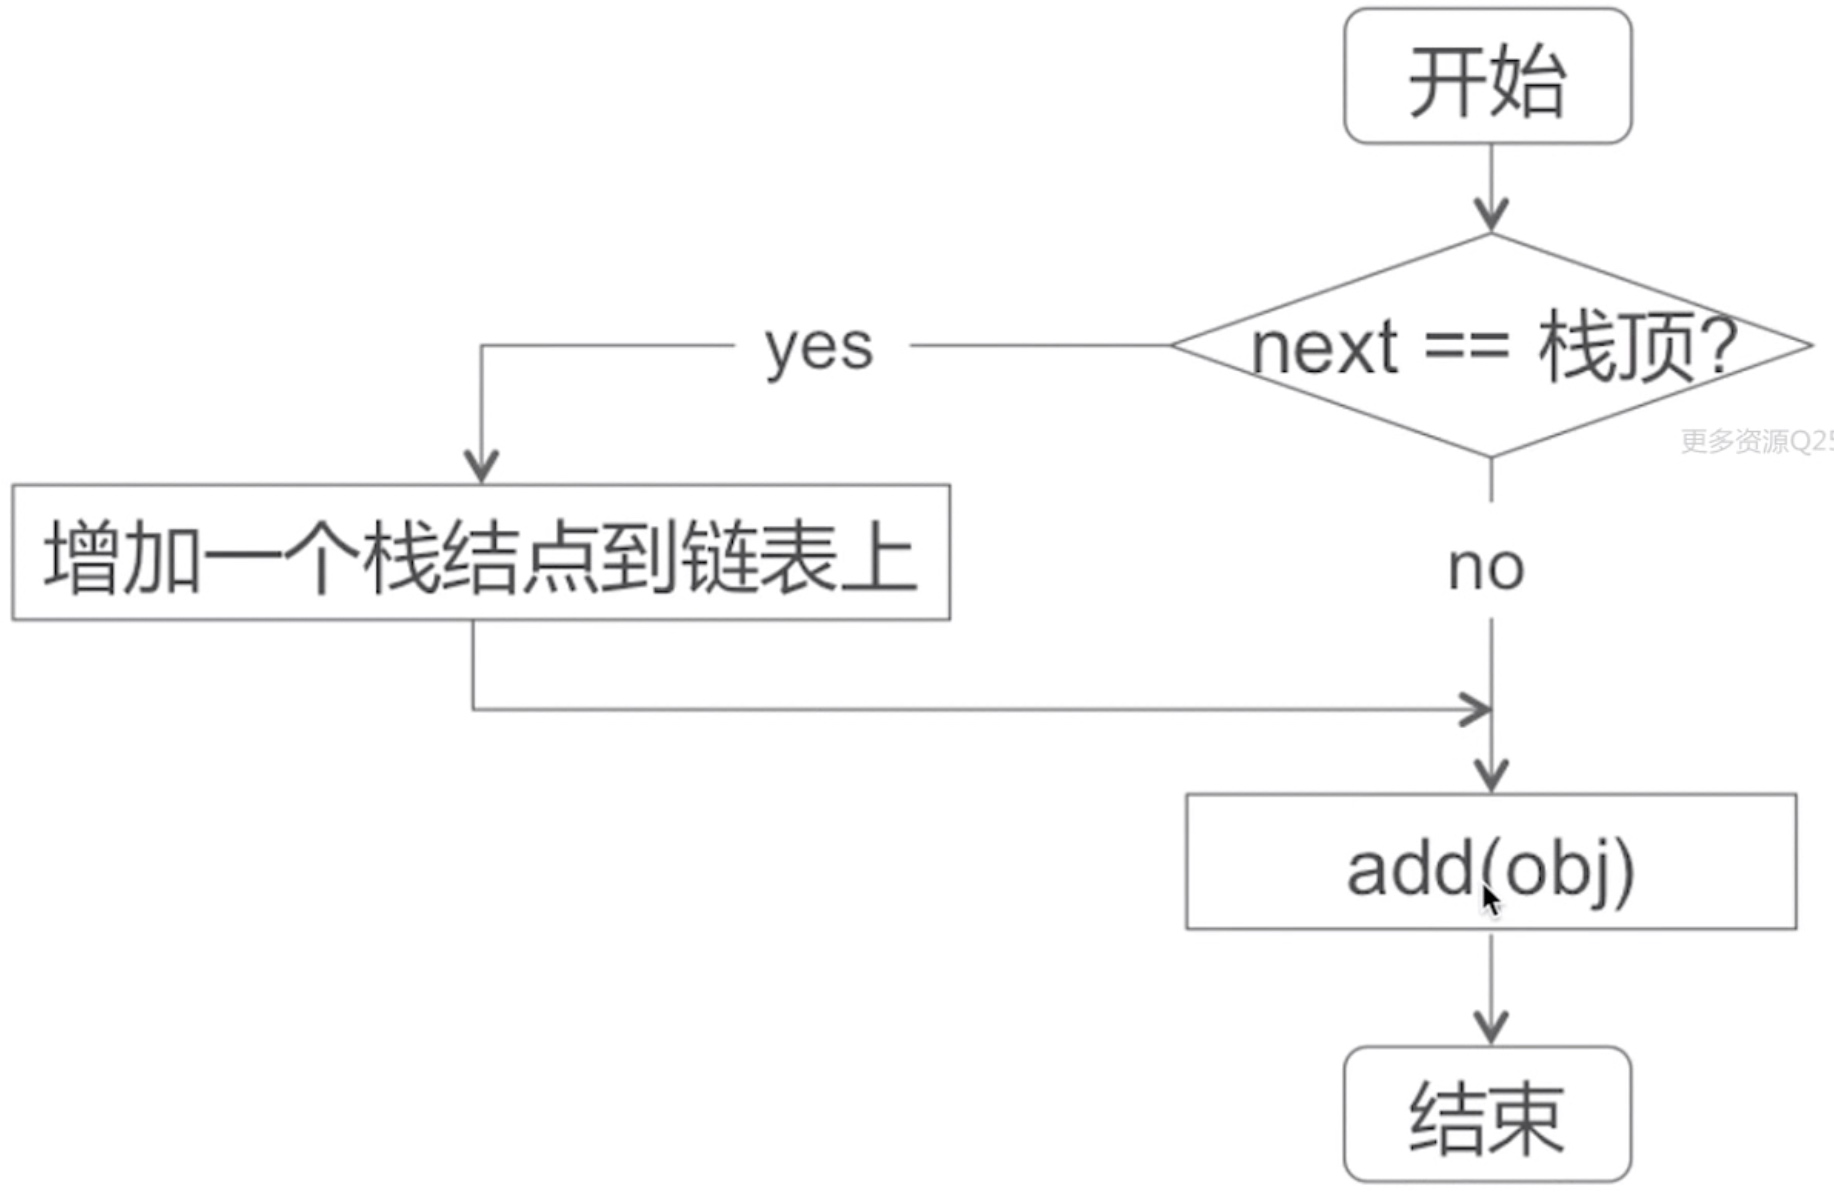 开始
next == 栈顶?
yes
更多资源Q25
增加一个栈结点到链表上
no
add(obj)
结束